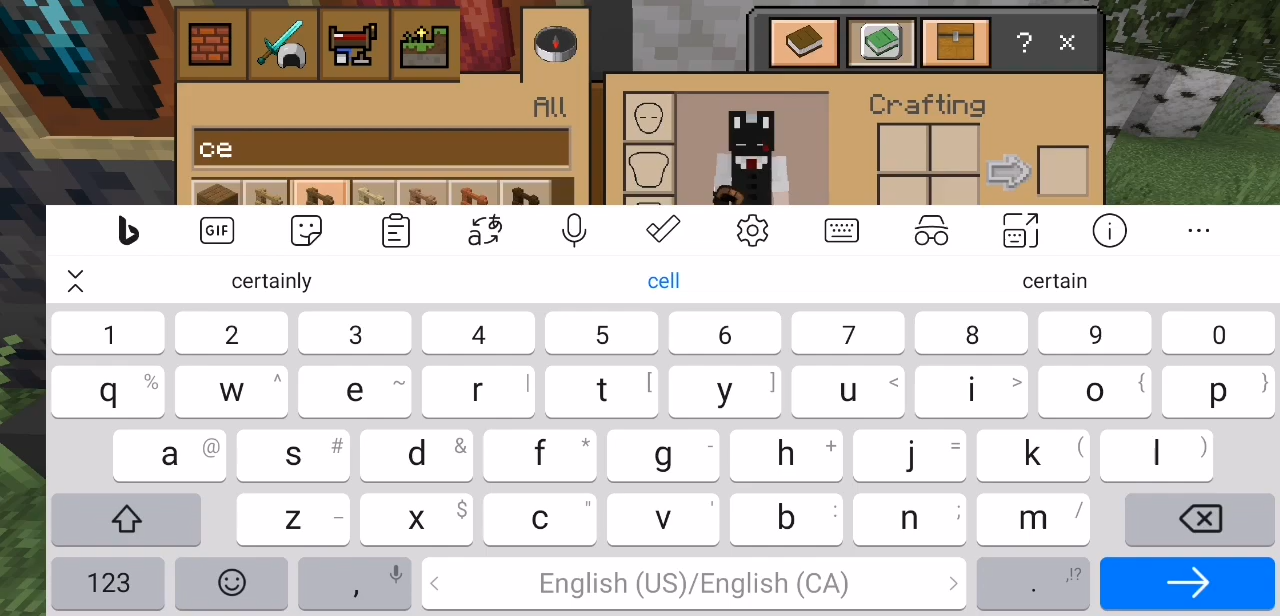 ? x
All
Crafting
ce
GIF
certainly cell certain
1 2 3 4 5 6 7 8 9 0
q % w ^ e ~ r | t [ y ] u < i > o { p }
a @ s # d & f * g - h + j = k ( l )
z _ x $ c " v ' b : n ; m /
123 , < English (US)/English (CA) > . ,!?